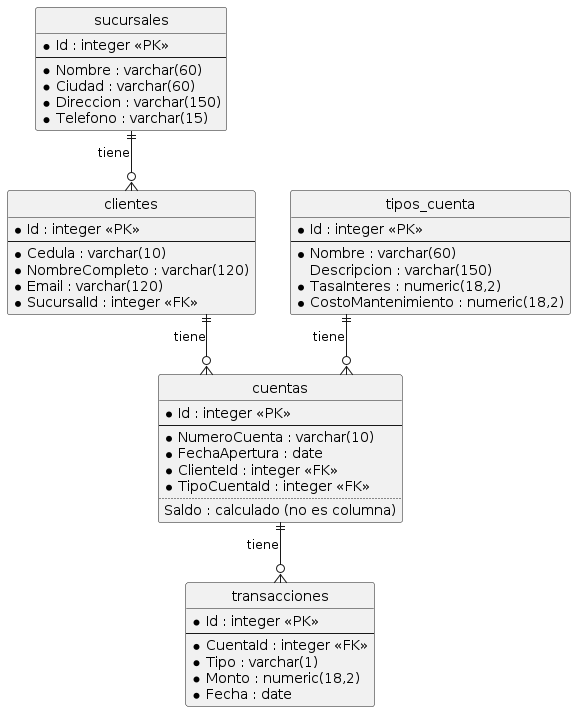 sucursales
Id : integer «PK»
Nombre : varchar(60)
Ciudad : varchar(60)
Direccion : varchar(150)
Telefono : varchar(15)
tiene
clientes
Id : integer «PK»
Cedula : varchar(10)
NombreCompleto : varchar(120)
Email : varchar(120)
SucursalId : integer «FK»
tipos_cuenta
Id : integer «PK»
Nombre : varchar(60)
Descripcion : varchar(150)
TasaInteres : numeric(18,2)
CostoMantenimiento : numeric(18,2)
tiene
tiene
cuentas
Id : integer «PK»
NumeroCuenta : varchar(10)
FechaApertura : date
ClienteId : integer «FK»
TipoCuentaId : integer «FK»
Saldo : calculado (no es columna)
tiene
transacciones
Id : integer «PK»
CuentaId : integer «FK»
Tipo : varchar(1)
Monto : numeric(18,2)
Fecha : date